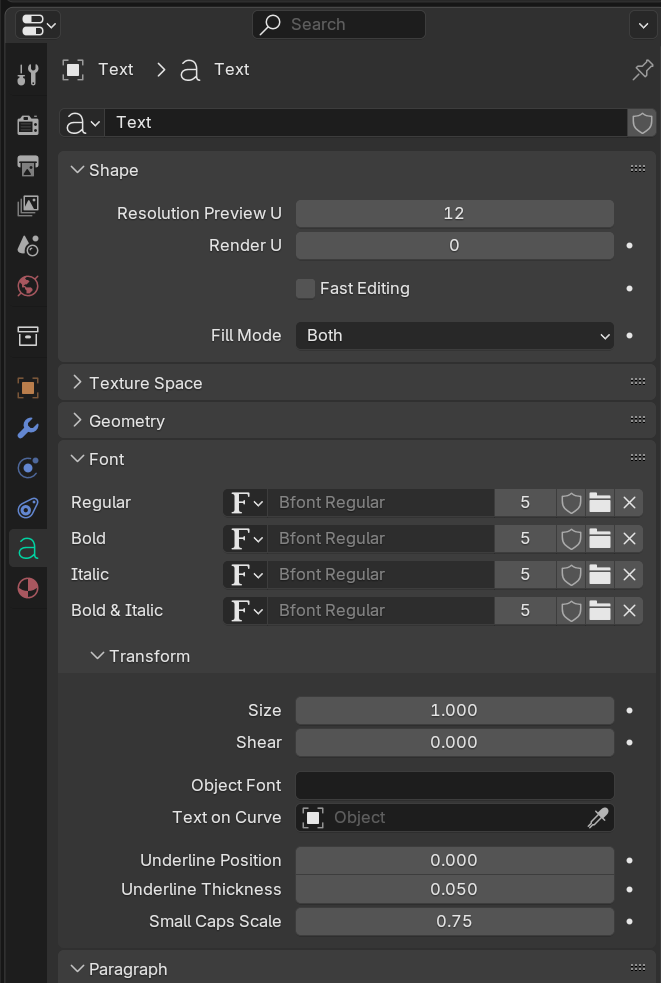 Search
Text > Text
Text
Shape
Resolution Preview U 12
Render U 0
Fast Editing
Fill Mode Both
Texture Space
Geometry
Font
Regular F Bfont Regular 5
Bold F Bfont Regular 5
Italic F Bfont Regular 5
Bold & Italic F Bfont Regular 5
Transform
Size 1.000
Shear 0.000
Object Font
Text on Curve Object
Underline Position 0.000
Underline Thickness 0.050
Small Caps Scale 0.75
Paragraph